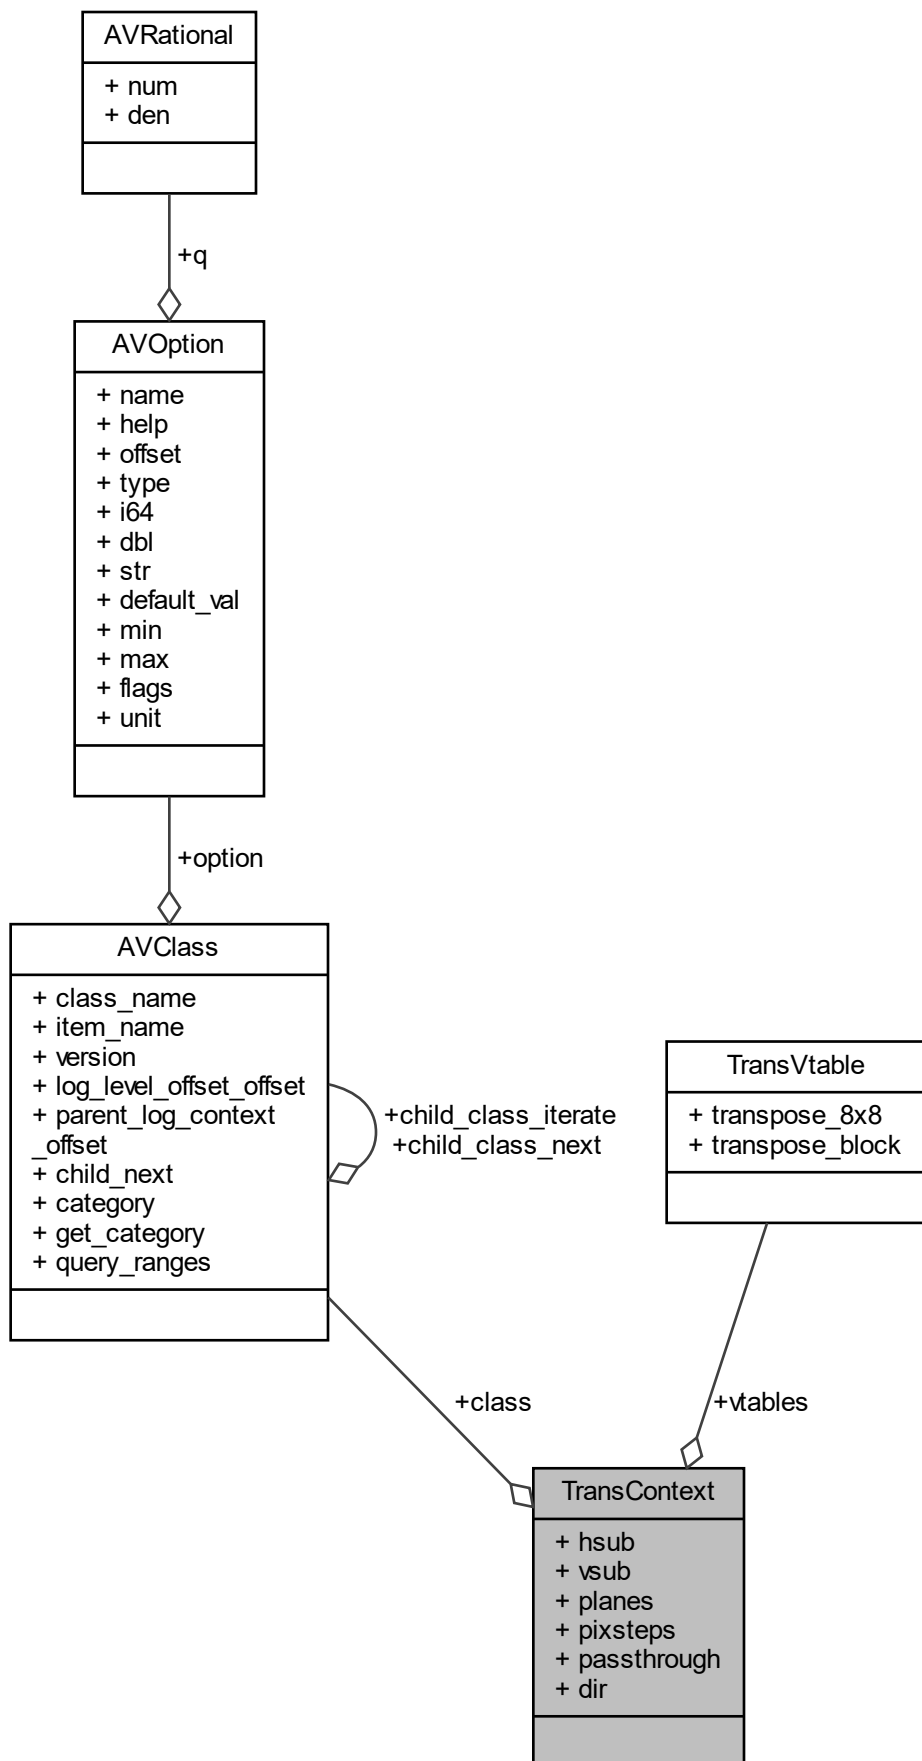 AVRational
+ num
+ den
+q
AVOption
+ name
+ help
+ offset
+ type
+ i64
+ dbl
+ str
+ default_val
+ min
+ max
+ flags
+ unit
+option
AVClass
+ class_name
+ item_name
+ version
+ log_level_offset_offset
+ parent_log_context
_offset
+ child_next
+ category
+ get_category
+ query_ranges
+child_class_iterate
+child_class_next
TransVtable
+ transpose_8x8
+ transpose_block
+class
+vtables
TransContext
+ hsub
+ vsub
+ planes
+ pixsteps
+ passthrough
+ dir